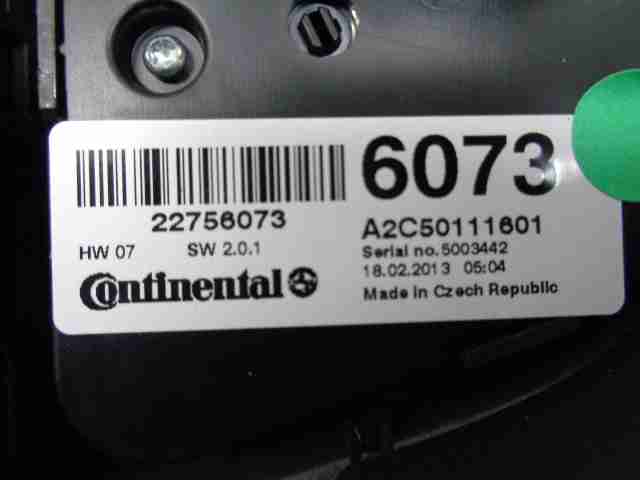 6073
22756073
A2C50111601
HW 07 SW 2.0.1
Serial no.5003442
18.02.2013 05:04
Continental
Made in Czech Republic